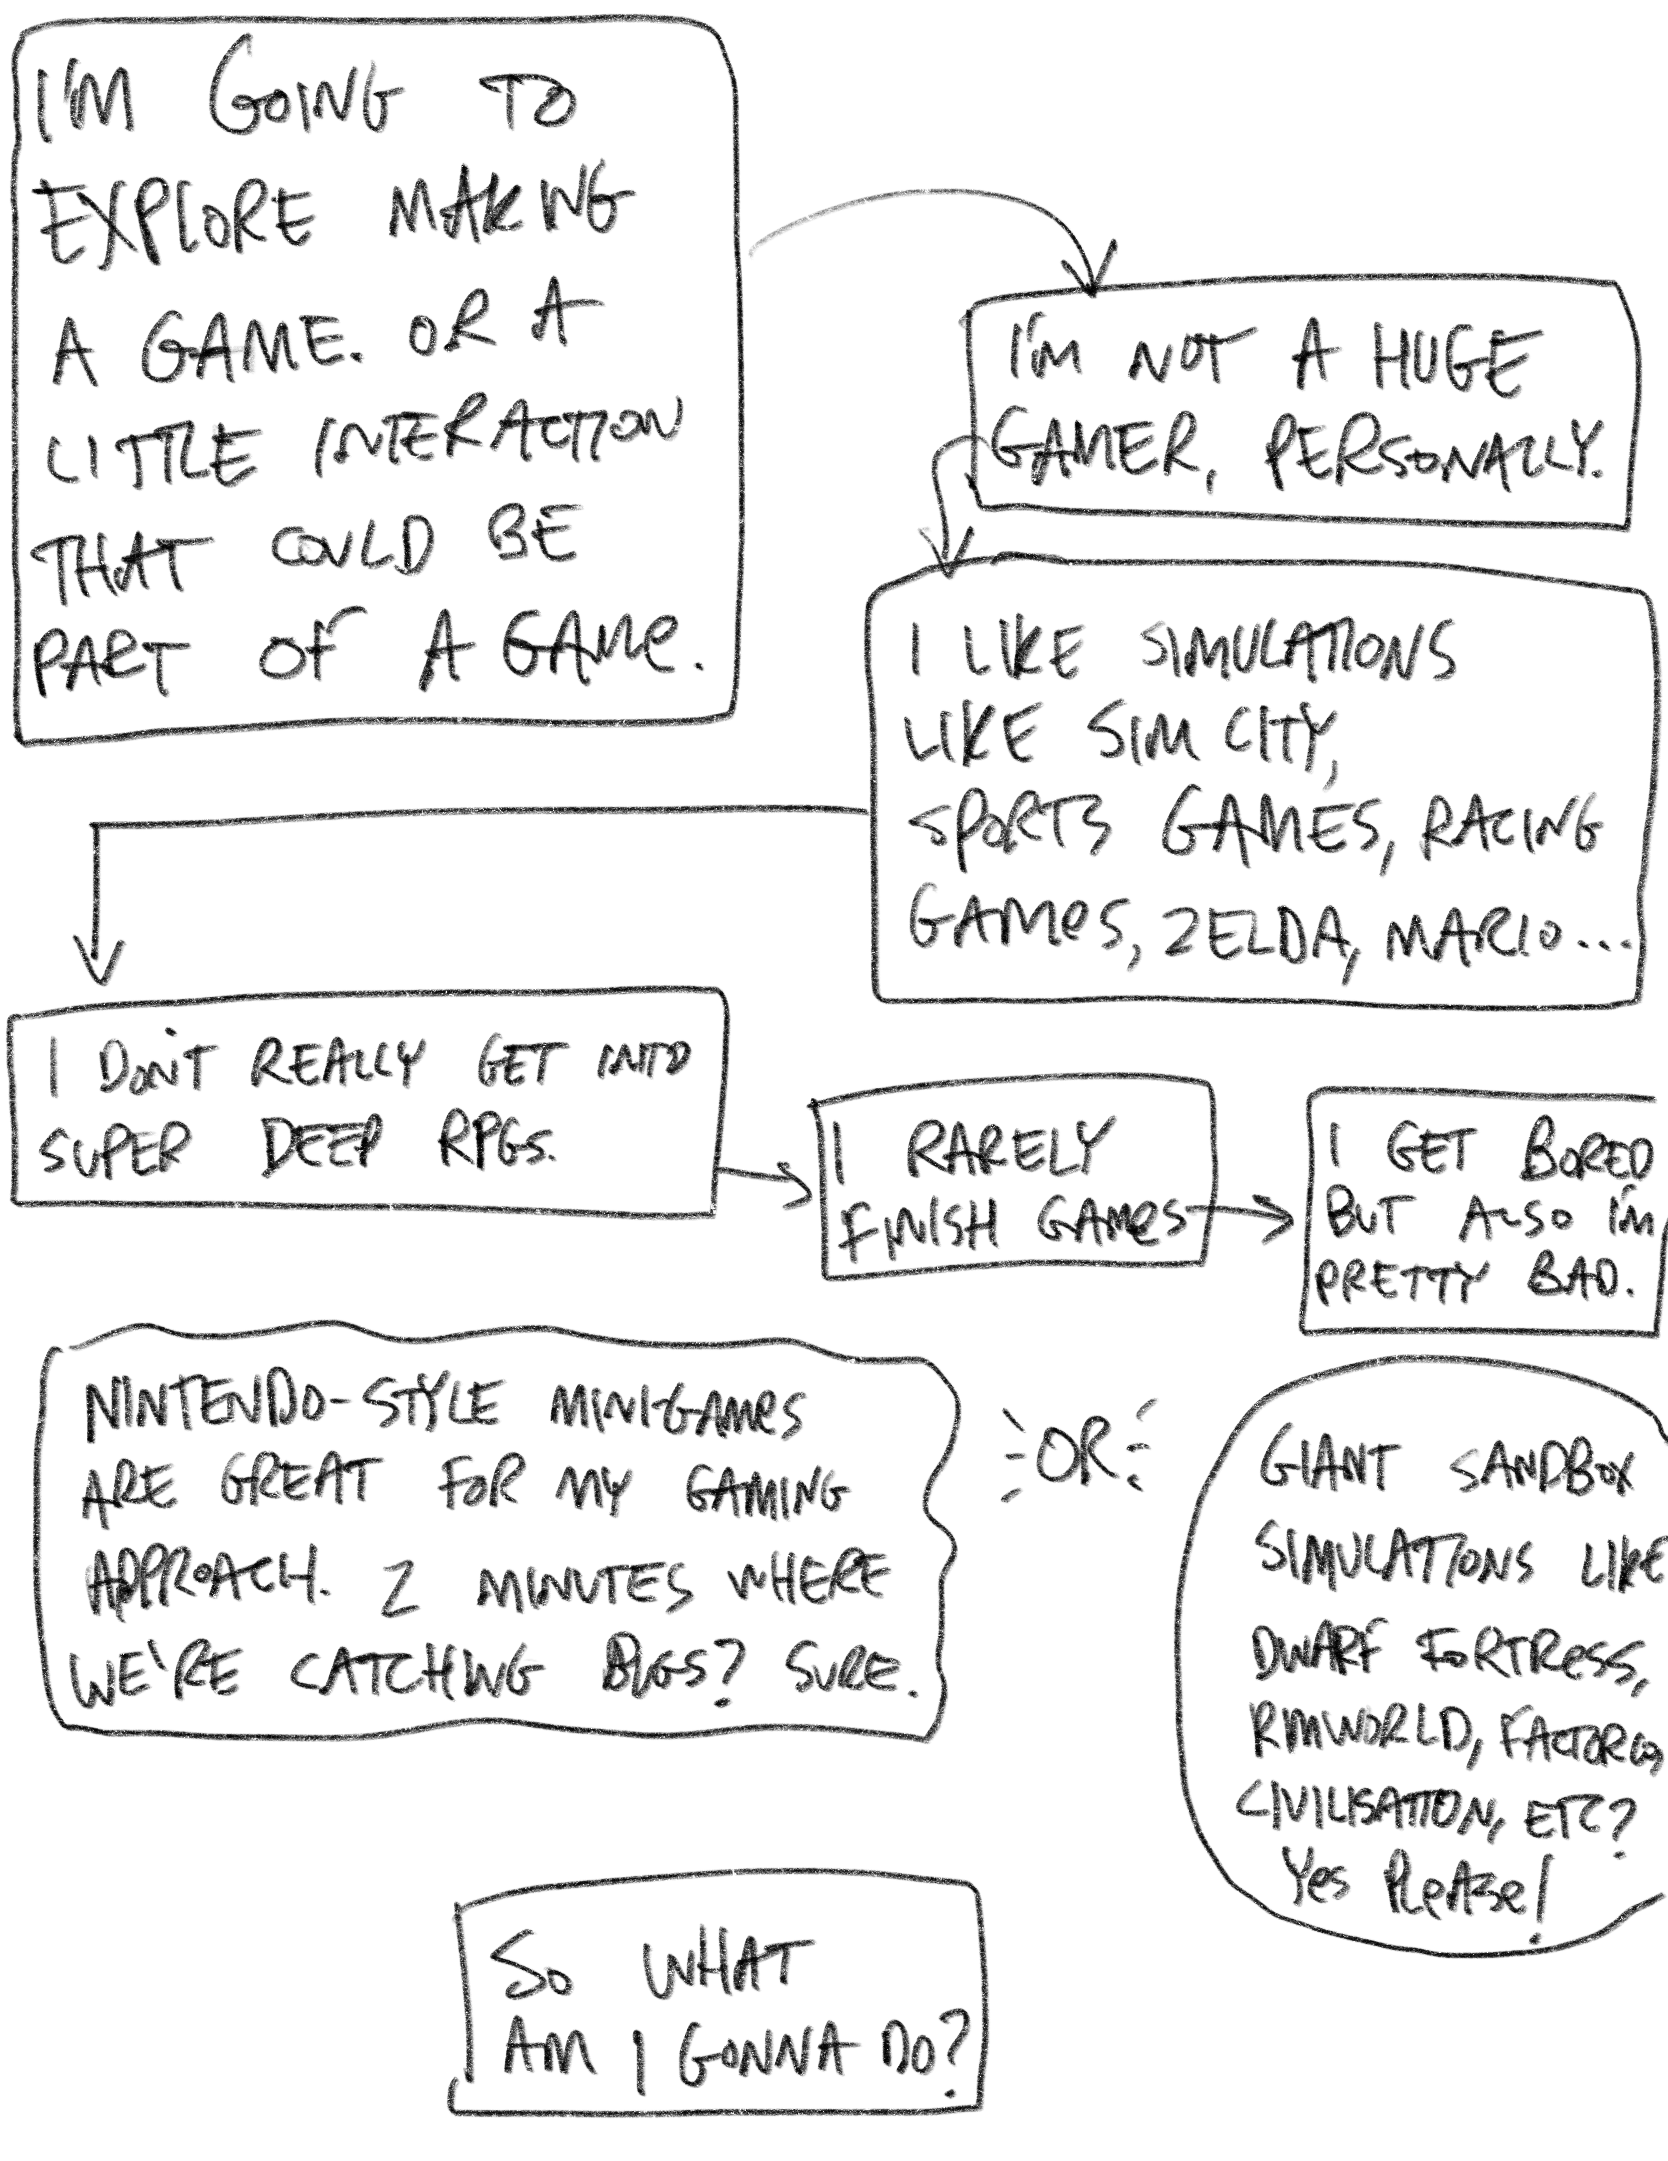 I'M GOING TO
EXPLORE MAKING
A GAME. OR A
LITTLE INTERACTION
THAT COULD BE
PART OF A GAME.
I'M NOT A HUGE
GAMER, PERSONALLY.
I LIKE SIMULATIONS
LIKE SIM CITY,
SPORTS GAMES, RACING
GAMES, ZELDA, MARIO...
I DON'T REALLY GET INTO
SUPER DEEP RPGS.
I RARELY
FINISH GAMES
I GET BORED
BUT ALSO I'M
PRETTY BAD.
NINTENDO-STYLE MINIGAMES
ARE GREAT FOR MY GAMING
APPROACH. 2 MINUTES WHERE
WE'RE CATCHING BUGS? SURE.
OR
GIANT SANDBOX
SIMULATIONS LIKE
DWARF FORTRESS,
RIMWORLD, FACTORIO,
CIVILISATION, ETC?
YES PLEASE!
SO WHAT
AM I GONNA DO?